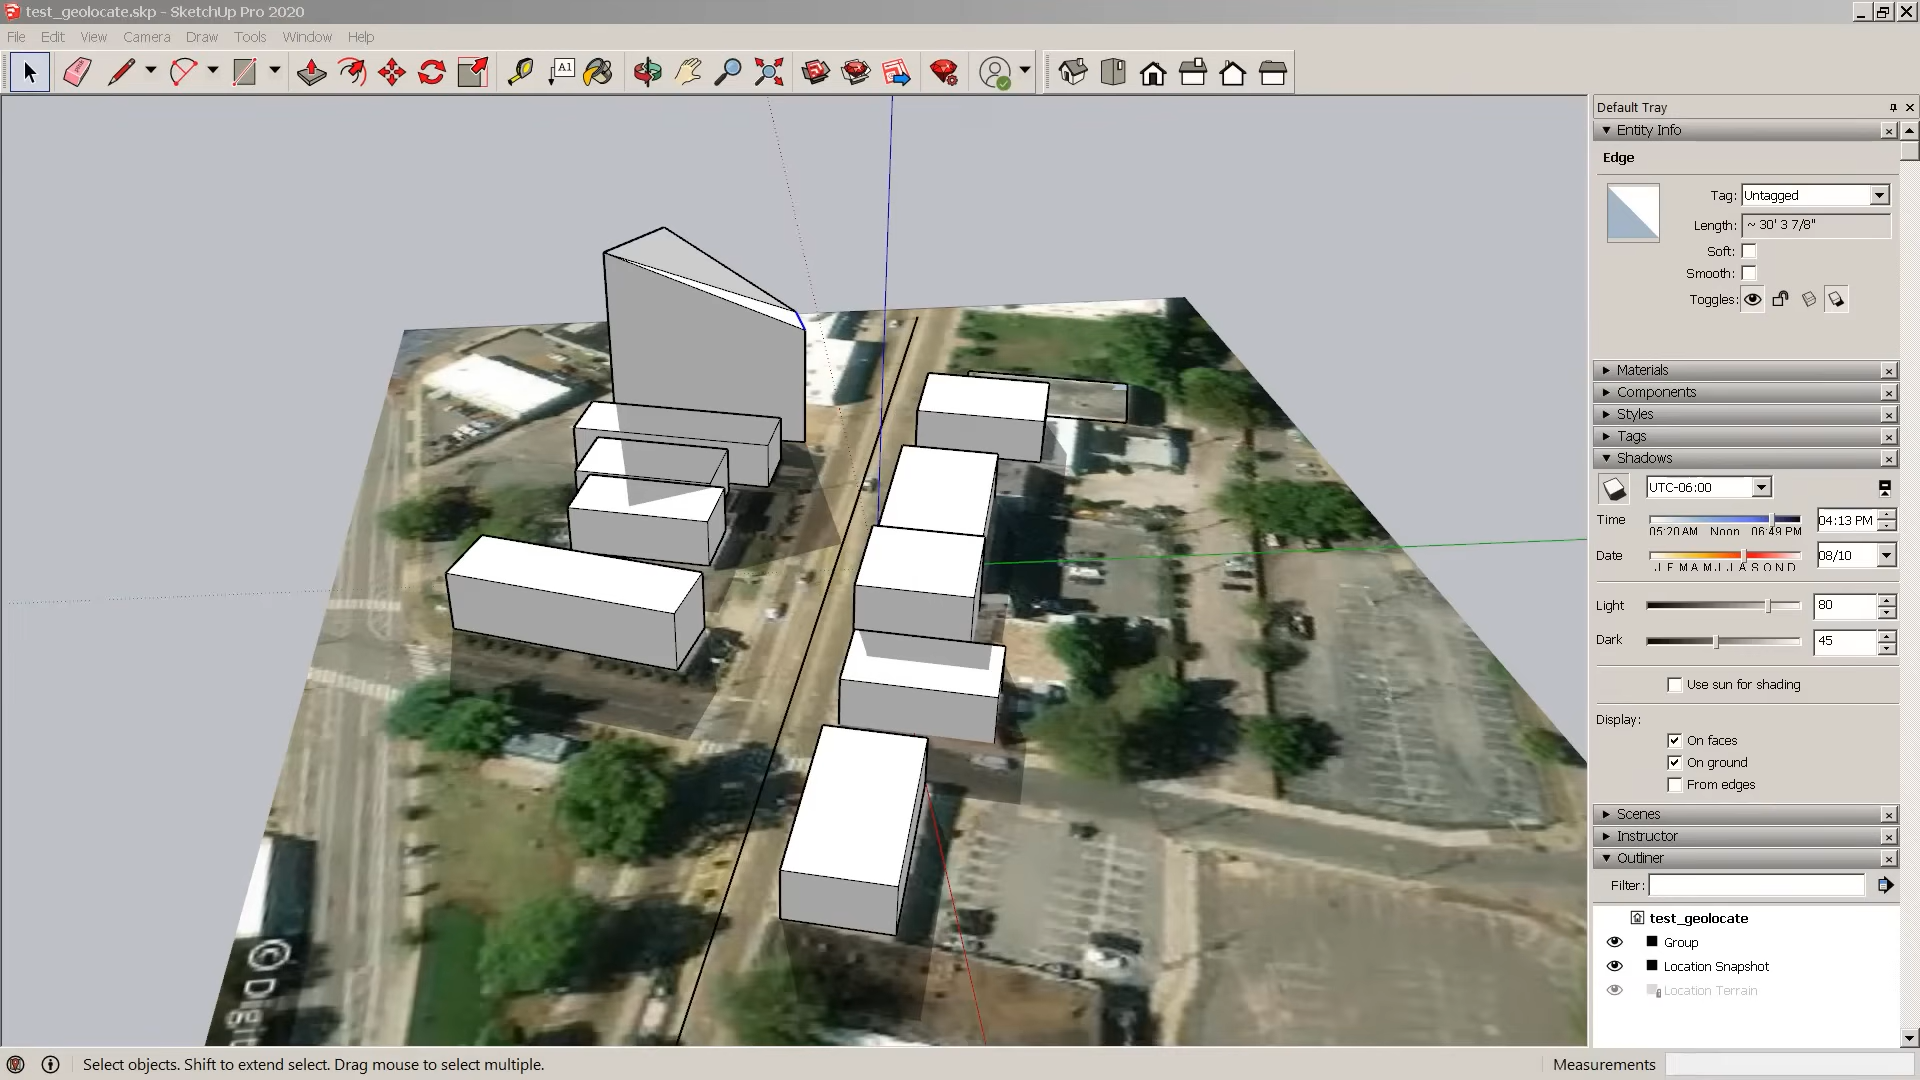 test_geolocate.skp - SketchUp Pro 2020
File Edit View Camera Draw Tools Window Help
A1
Default Tray
Entity Info
Edge
Tag: Untagged
Length: ~ 30' 3 7/8"
Soft:
Smooth:
Toggles:
Materials
Components
Styles
Tags
Shadows
UTC-06:00
Time 04:13 PM
05:20 AM Noon 06:49 PM
Date 08/10
J F M A M J J A S O N D
Light 80
Dark 45
Use sun for shading
Display:
On faces
On ground
From edges
Scenes
Instructor
Outliner
Filter:
test_geolocate
Group
Location Snapshot
Location Terrain
© Digit
Select objects. Shift to extend select. Drag mouse to select multiple.
Measurements